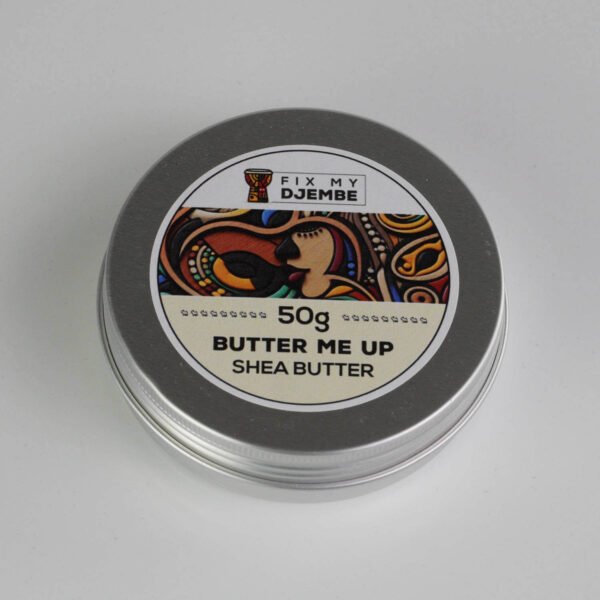 FIX MY
DJEMBE
50g
BUTTER ME UP
SHEA BUTTER